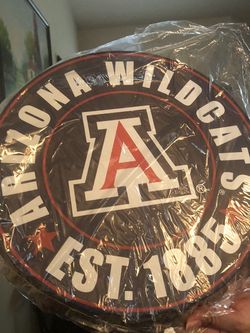 ARIZONA WILDCATS
A
®
EST. 1885